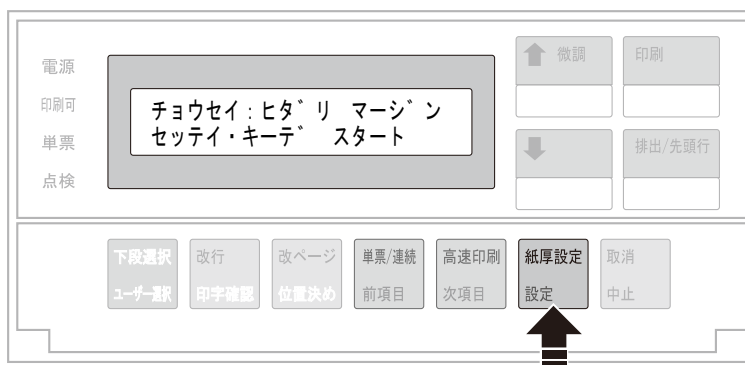 電源
印刷可
単票
点検
チョウセイ:ヒダリ マージン
セッテイ・キーデ スタート
微調
印刷
排出/先頭行
下段選択
ユーザー選択
改行
印字確認
改ページ
位置決め
単票/連続
前項目
高速印刷
次項目
紙厚設定
設定
取消
中止